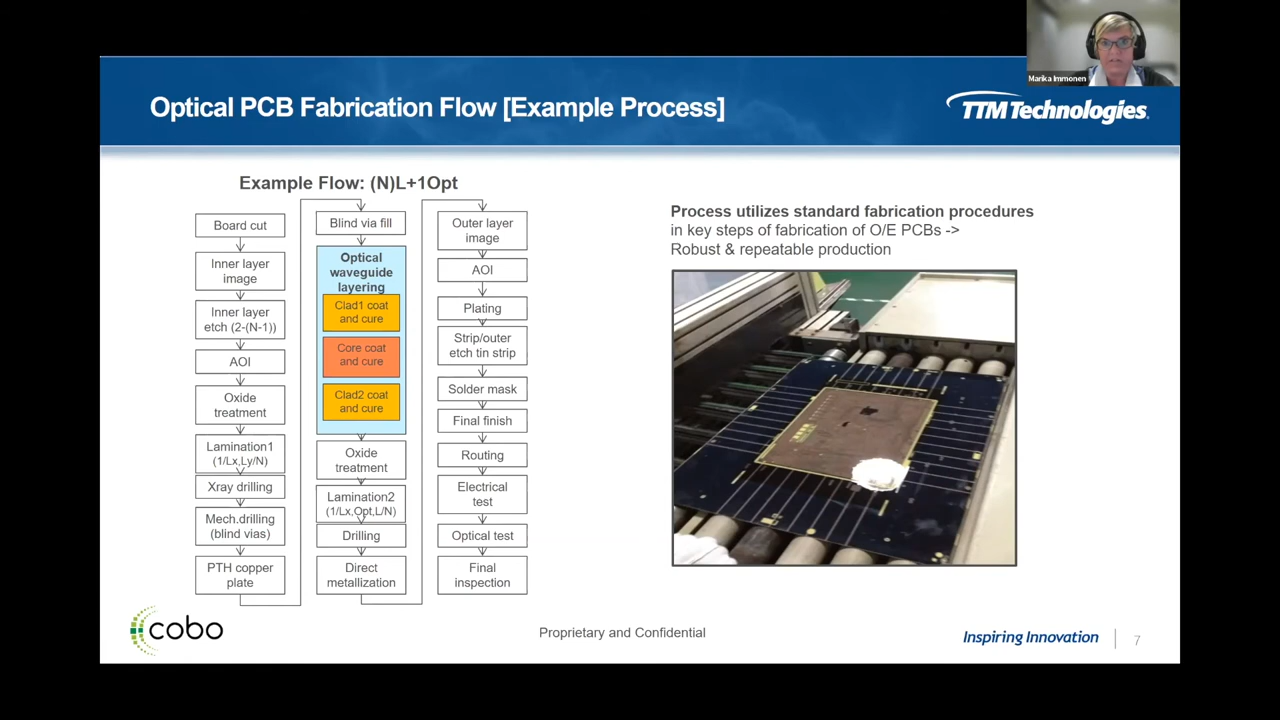 Marika Immonen
Optical PCB Fabrication Flow [Example Process]
TTM Technologies
Example Flow: (N)L+1Opt
Board cut
Inner layer
image
Inner layer
etch (2-(N-1))
AOI
Oxide
treatment
Lamination1
(1/Lx,Ly/N)
Xray drilling
Mech.drilling
(blind vias)
PTH copper
plate
Blind via fill
Optical
waveguide
layering
Clad1 coat
and cure
Core coat
and cure
Clad2 coat
and cure
Oxide
treatment
Lamination2
(1/Lx,Opt,L/N)
Drilling
Direct
metallization
Outer layer
image
AOI
Plating
Strip/outer
etch tin strip
Solder mask
Final finish
Routing
Electrical
test
Optical test
Final
inspection
Process utilizes standard fabrication procedures
in key steps of fabrication of O/E PCBs ->
Robust & repeatable production
cobo
Proprietary and Confidential
Inspiring Innovation
7